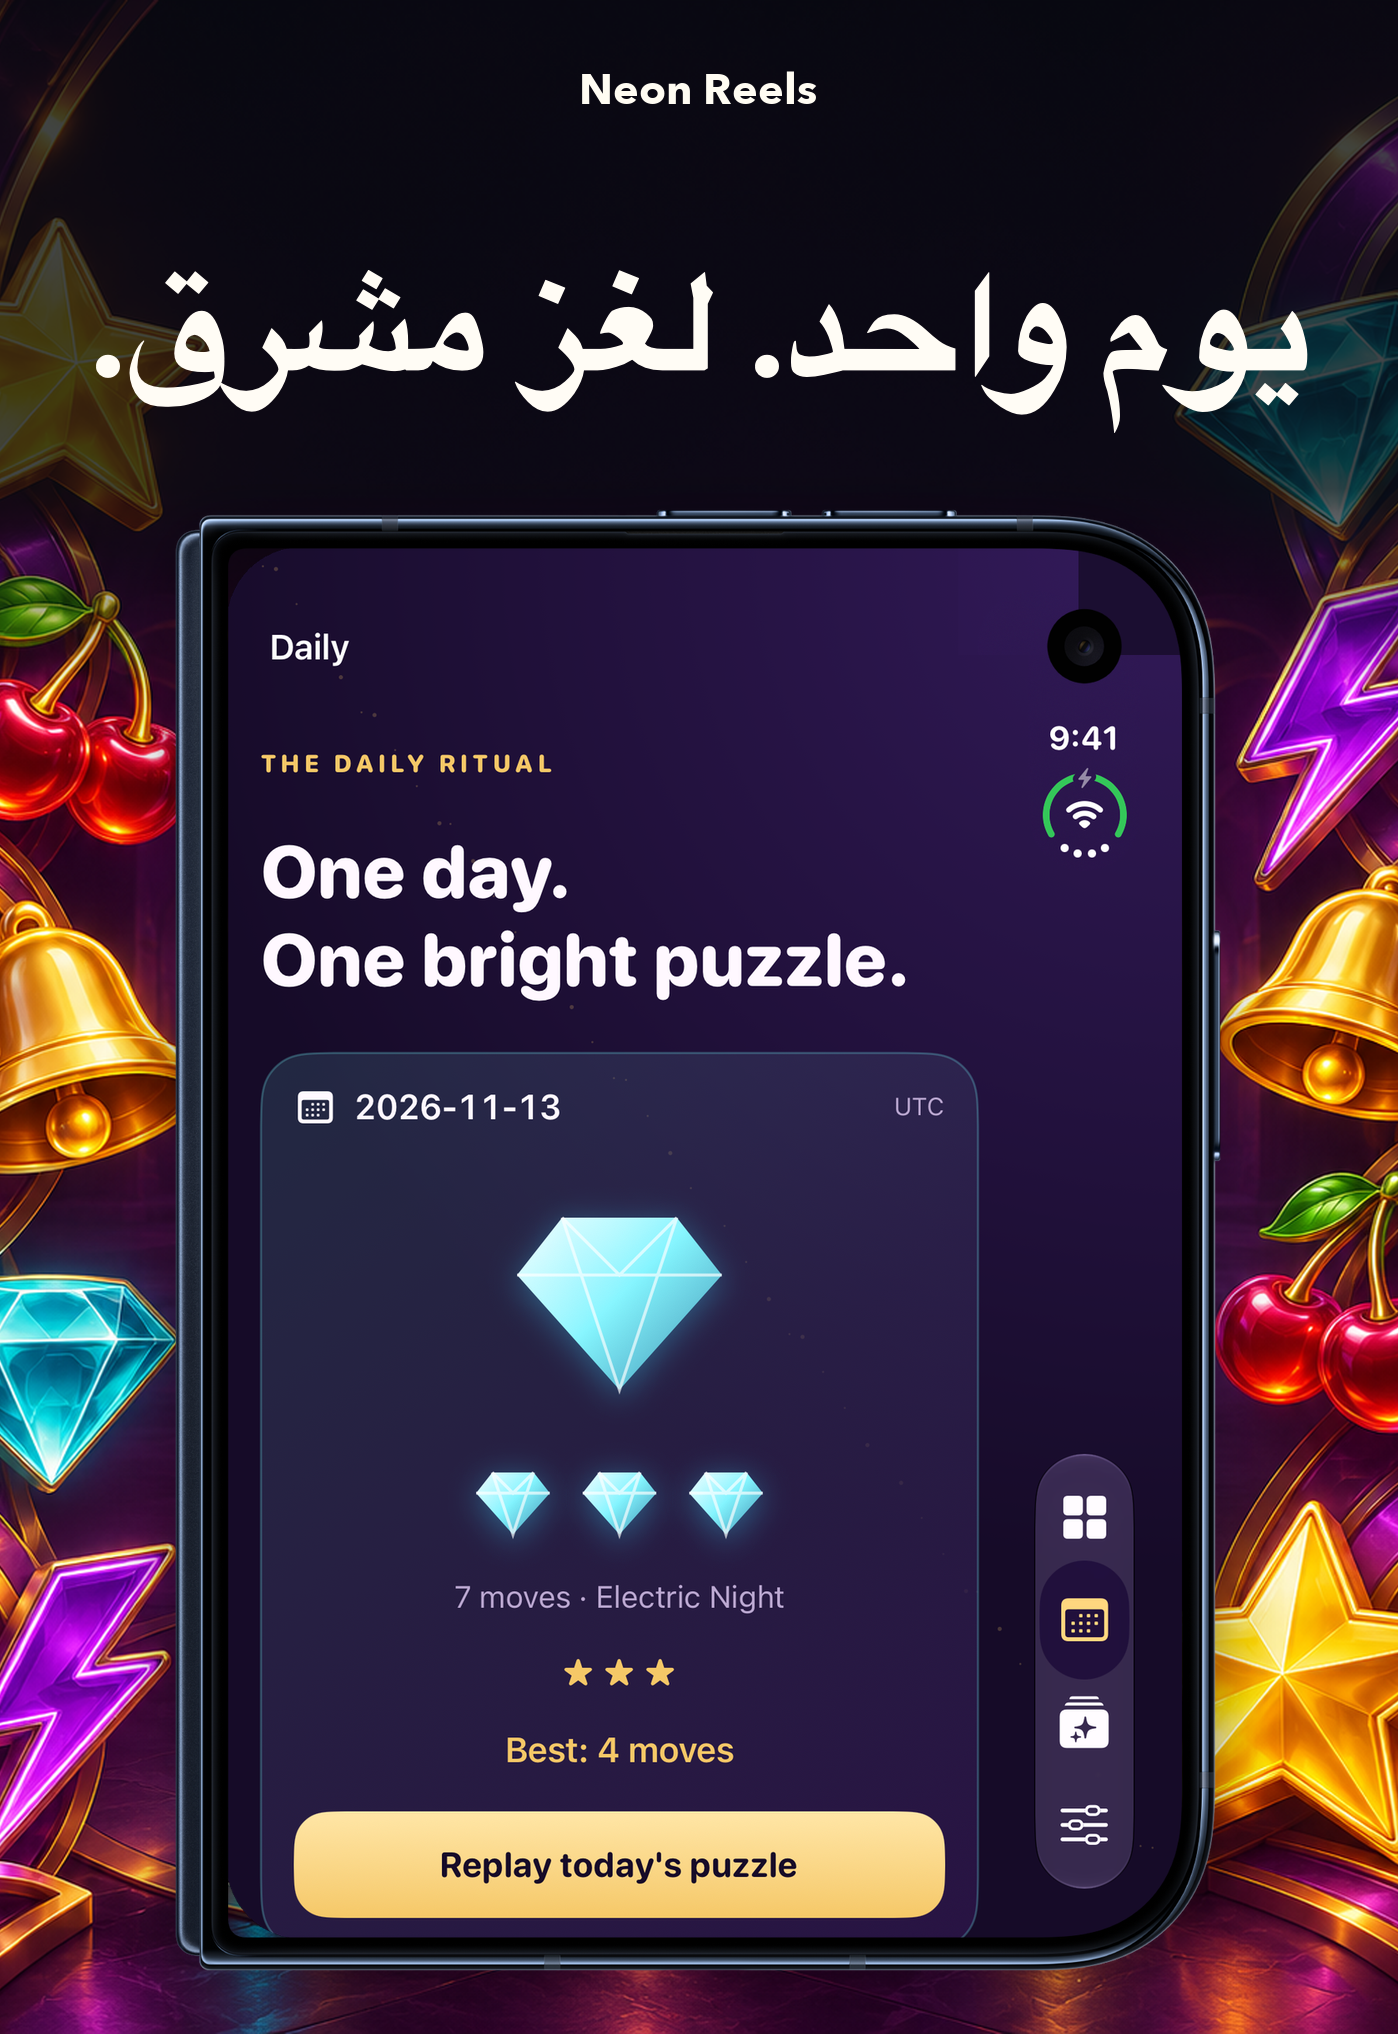 Neon Reels
يوم واحد. لغز مشرق.
Daily
9:41
THE DAILY RITUAL
One day.
One bright puzzle.
2026-11-13 UTC
7 moves · Electric Night
Best: 4 moves
Replay today's puzzle